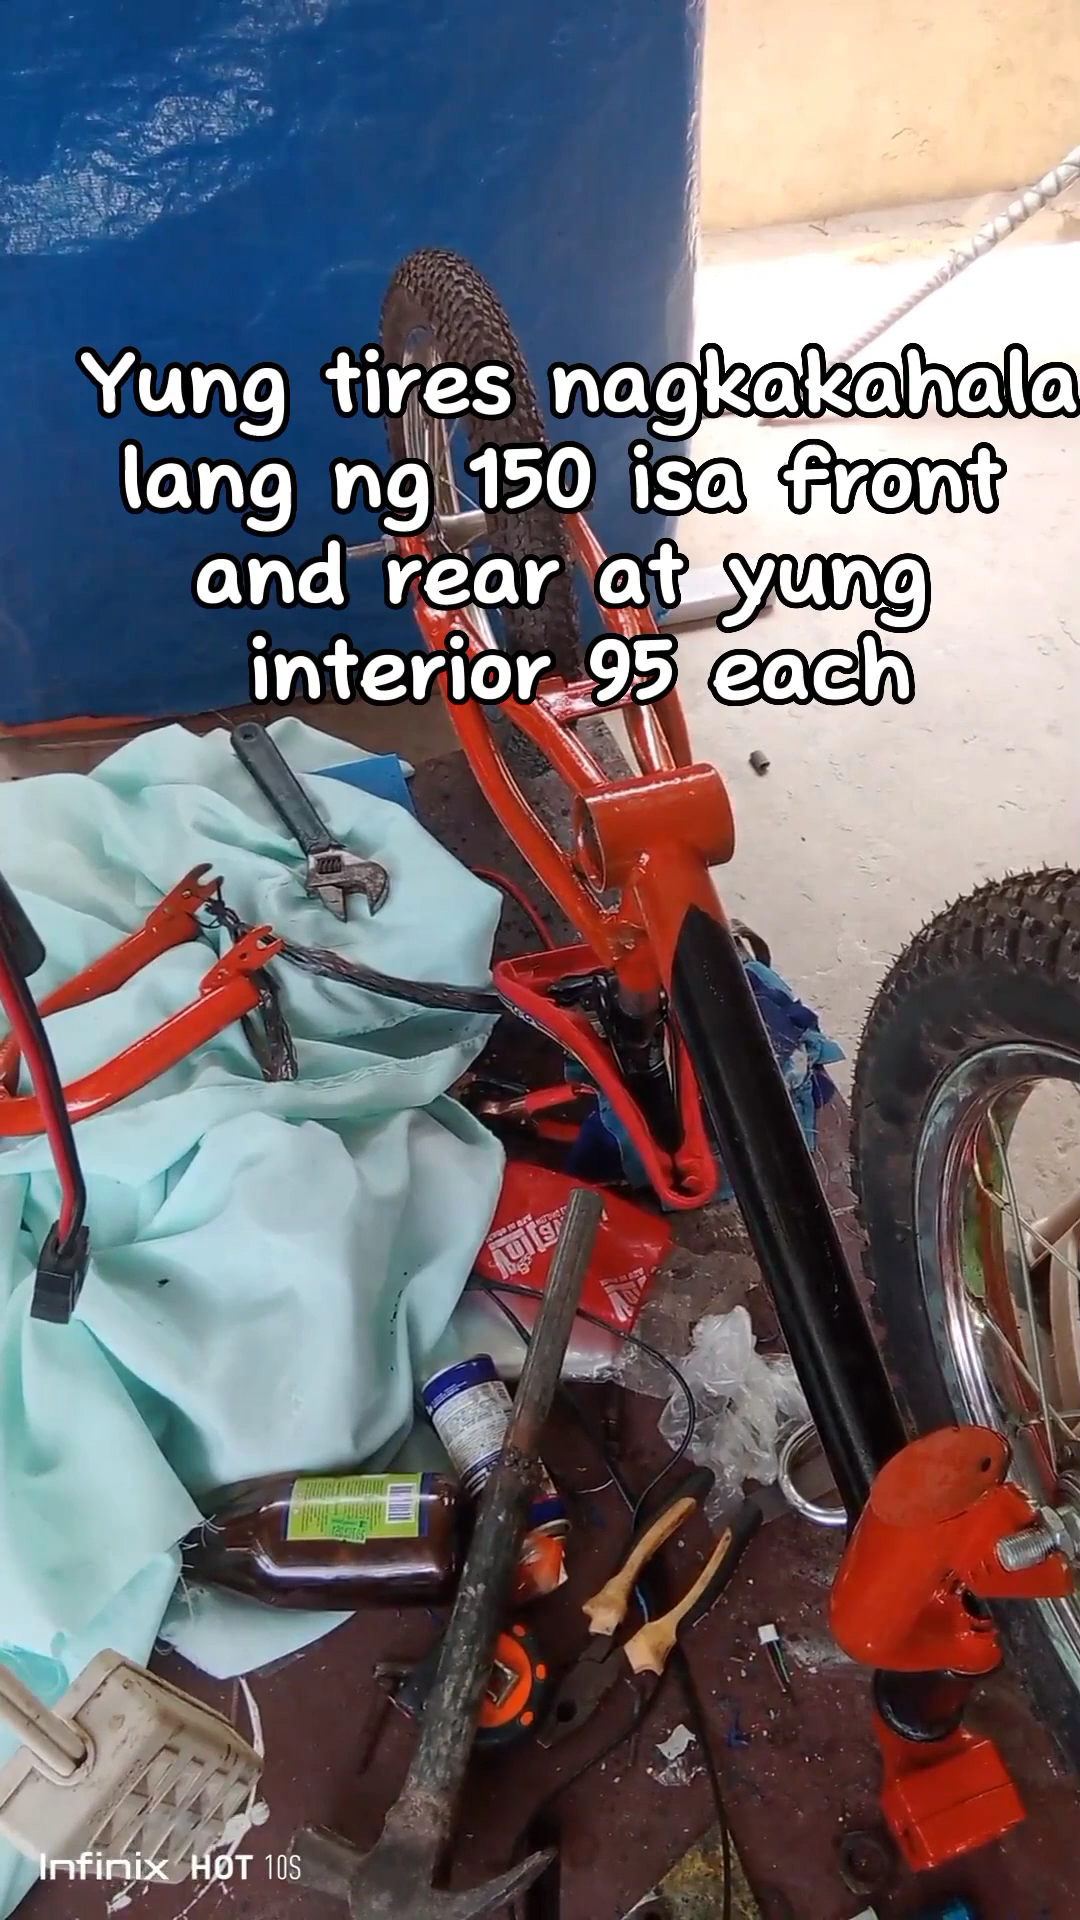 Yung tires nagkakahala
lang ng 150 isa front
and rear at yung
interior 95 each
Infinix HOT 10S